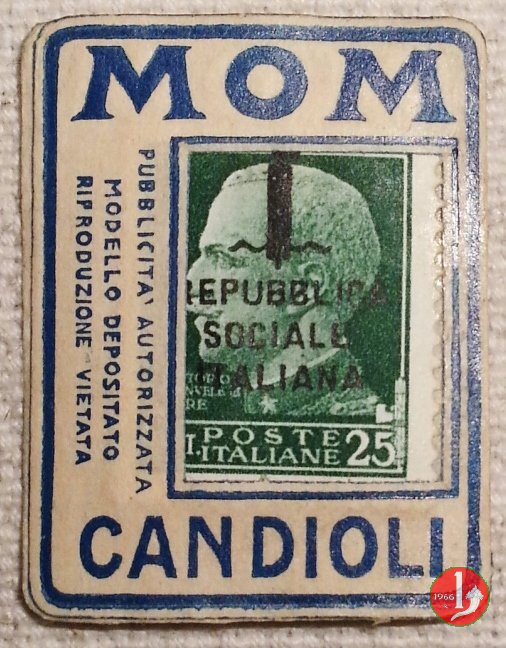 MOM
PUBBLICITA' AUTORIZZATA
MODELLO DEPOSITATO
RIPRODUZIONE VIETATA
REPUBBLICA
SOCIALE
ITALIANA
POSTE
I.ITALIANE 25
CANDIOLI
1966